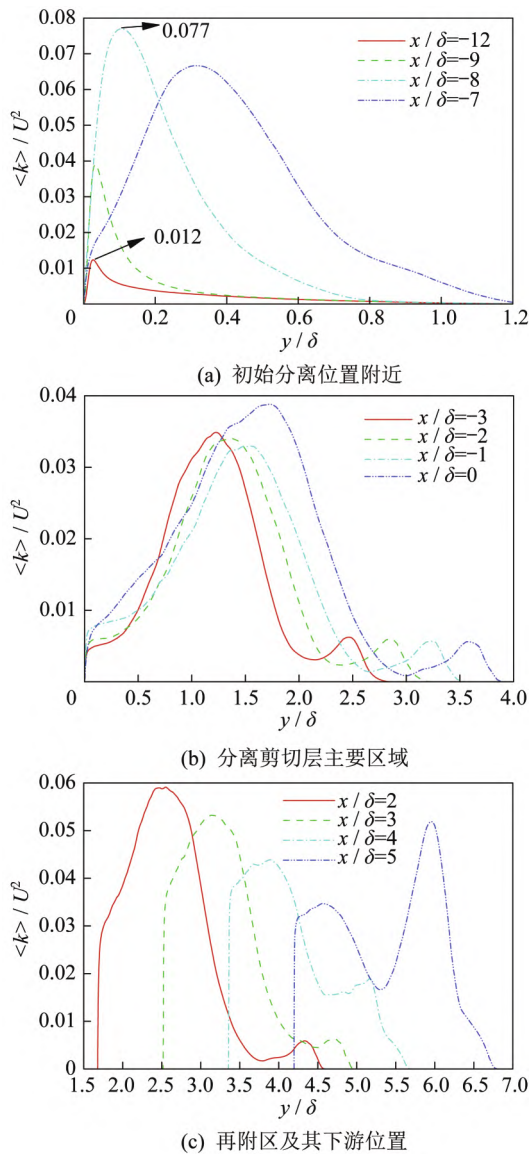 0.08
0.07
0.06
0.05
0.04
0.03
0.02
0.01
0
<k> / U²
0.077
0.012
x / δ=−12
x / δ=−9
x / δ=−8
x / δ=−7
0.2 0.4 0.6 0.8 1.0 1.2
y / δ
(a) 初始分离位置附近
0.04
0.03
0.02
0.01
<k> / U²
x / δ=−3
x / δ=−2
x / δ=−1
x / δ=0
0 0.5 1.0 1.5 2.0 2.5 3.0 3.5 4.0
y / δ
(b) 分离剪切层主要区域
0.06
0.05
0.04
0.03
0.02
0.01
0
<k> / U²
x / δ=2
x / δ=3
x / δ=4
x / δ=5
1.5 2.0 2.5 3.0 3.5 4.0 4.5 5.0 5.5 6.0 6.5 7.0
y / δ
(c) 再附区及其下游位置